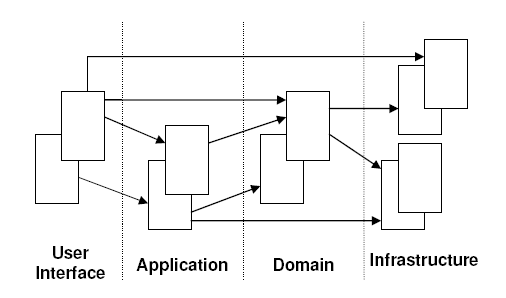 User
Interface
Application
Domain
Infrastructure